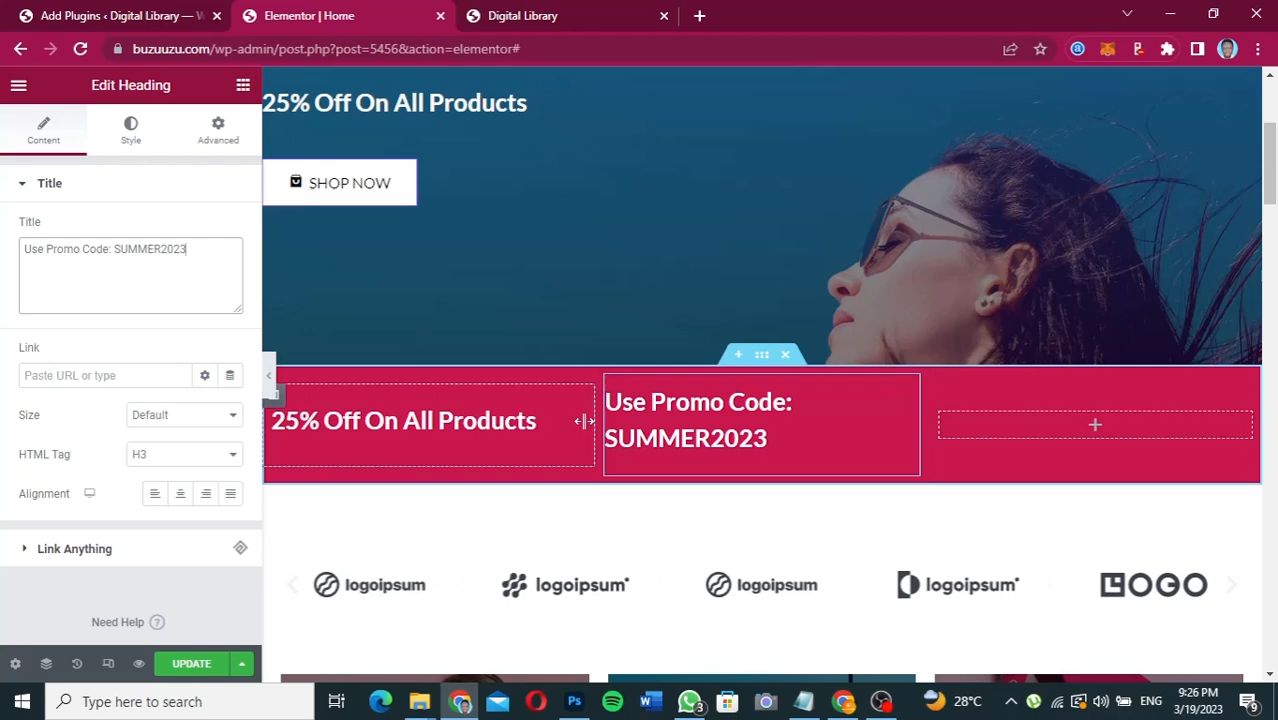 Add Plugins ‹ Digital Library — W
Elementor | Home
Digital Library
buzuuzu.com/wp-admin/post.php?post=5456&action=elementor#
Edit Heading
Content
Style
Advanced
Title
Title
Use Promo Code: SUMMER2023
Link
Paste URL or type
Size
Default
HTML Tag
H3
Alignment
Link Anything
Need Help ?
UPDATE
25% Off On All Products
SHOP NOW
25% Off On All Products
Use Promo Code:
SUMMER2023
logoipsum
logoipsum
logoipsum
logoipsum
LOGO
Type here to search
3
28°C
ENG
9:26 PM
3/19/2023
9